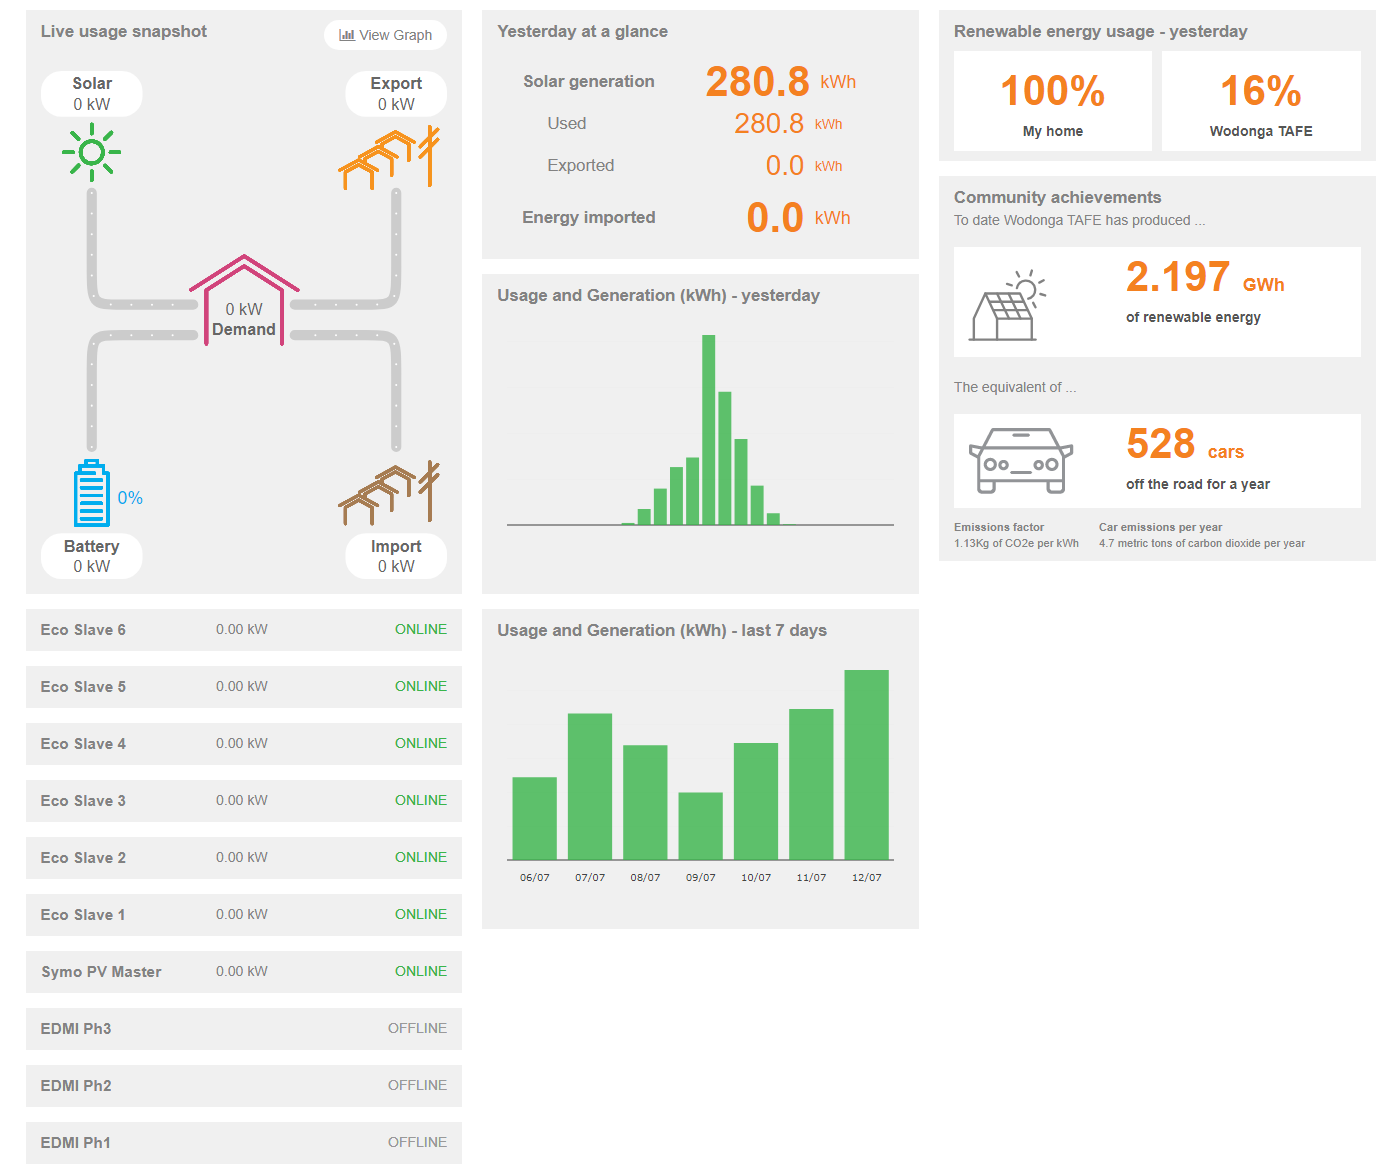 Live usage snapshot
View Graph
Solar
0 kW
Export
0 kW
0 kW
Demand
0%
Battery
0 kW
Import
0 kW
Eco Slave 6 0.00 kW ONLINE
Eco Slave 5 0.00 kW ONLINE
Eco Slave 4 0.00 kW ONLINE
Eco Slave 3 0.00 kW ONLINE
Eco Slave 2 0.00 kW ONLINE
Eco Slave 1 0.00 kW ONLINE
Symo PV Master 0.00 kW ONLINE
EDMI Ph3 OFFLINE
EDMI Ph2 OFFLINE
EDMI Ph1 OFFLINE
Yesterday at a glance
Solar generation 280.8 kWh
Used 280.8 kWh
Exported 0.0 kWh
Energy imported 0.0 kWh
Usage and Generation (kWh) - yesterday
Usage and Generation (kWh) - last 7 days
06/07 07/07 08/07 09/07 10/07 11/07 12/07
Renewable energy usage - yesterday
100%
My home
16%
Wodonga TAFE
Community achievements
To date Wodonga TAFE has produced ...
2.197 GWh
of renewable energy
The equivalent of ...
528 cars
off the road for a year
Emissions factor
1.13Kg of CO2e per kWh
Car emissions per year
4.7 metric tons of carbon dioxide per year